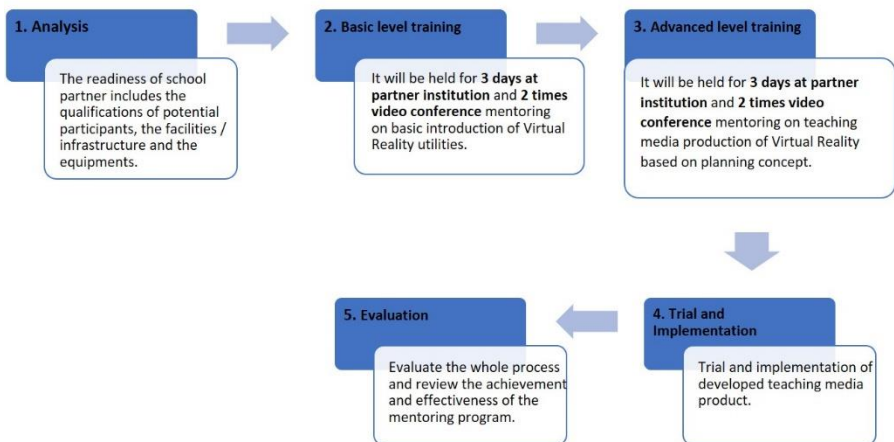 1. Analysis
The readiness of school
partner includes the
qualifications of potential
participants, the facilities /
infrastructure and the
equipments.
2. Basic level training
It will be held for 3 days at
partner institution and 2 times
video conference mentoring
on basic introduction of Virtual
Reality utilities.
3. Advanced level training
It will be held for 3 days at partner
institution and 2 times video
conference mentoring on teaching
media production of Virtual Reality
based on planning concept.
4. Trial and
Implementation
Trial and implementation of
developed teaching media
product.
5. Evaluation
Evaluate the whole process
and review the achievement
and effectiveness of the
mentoring program.